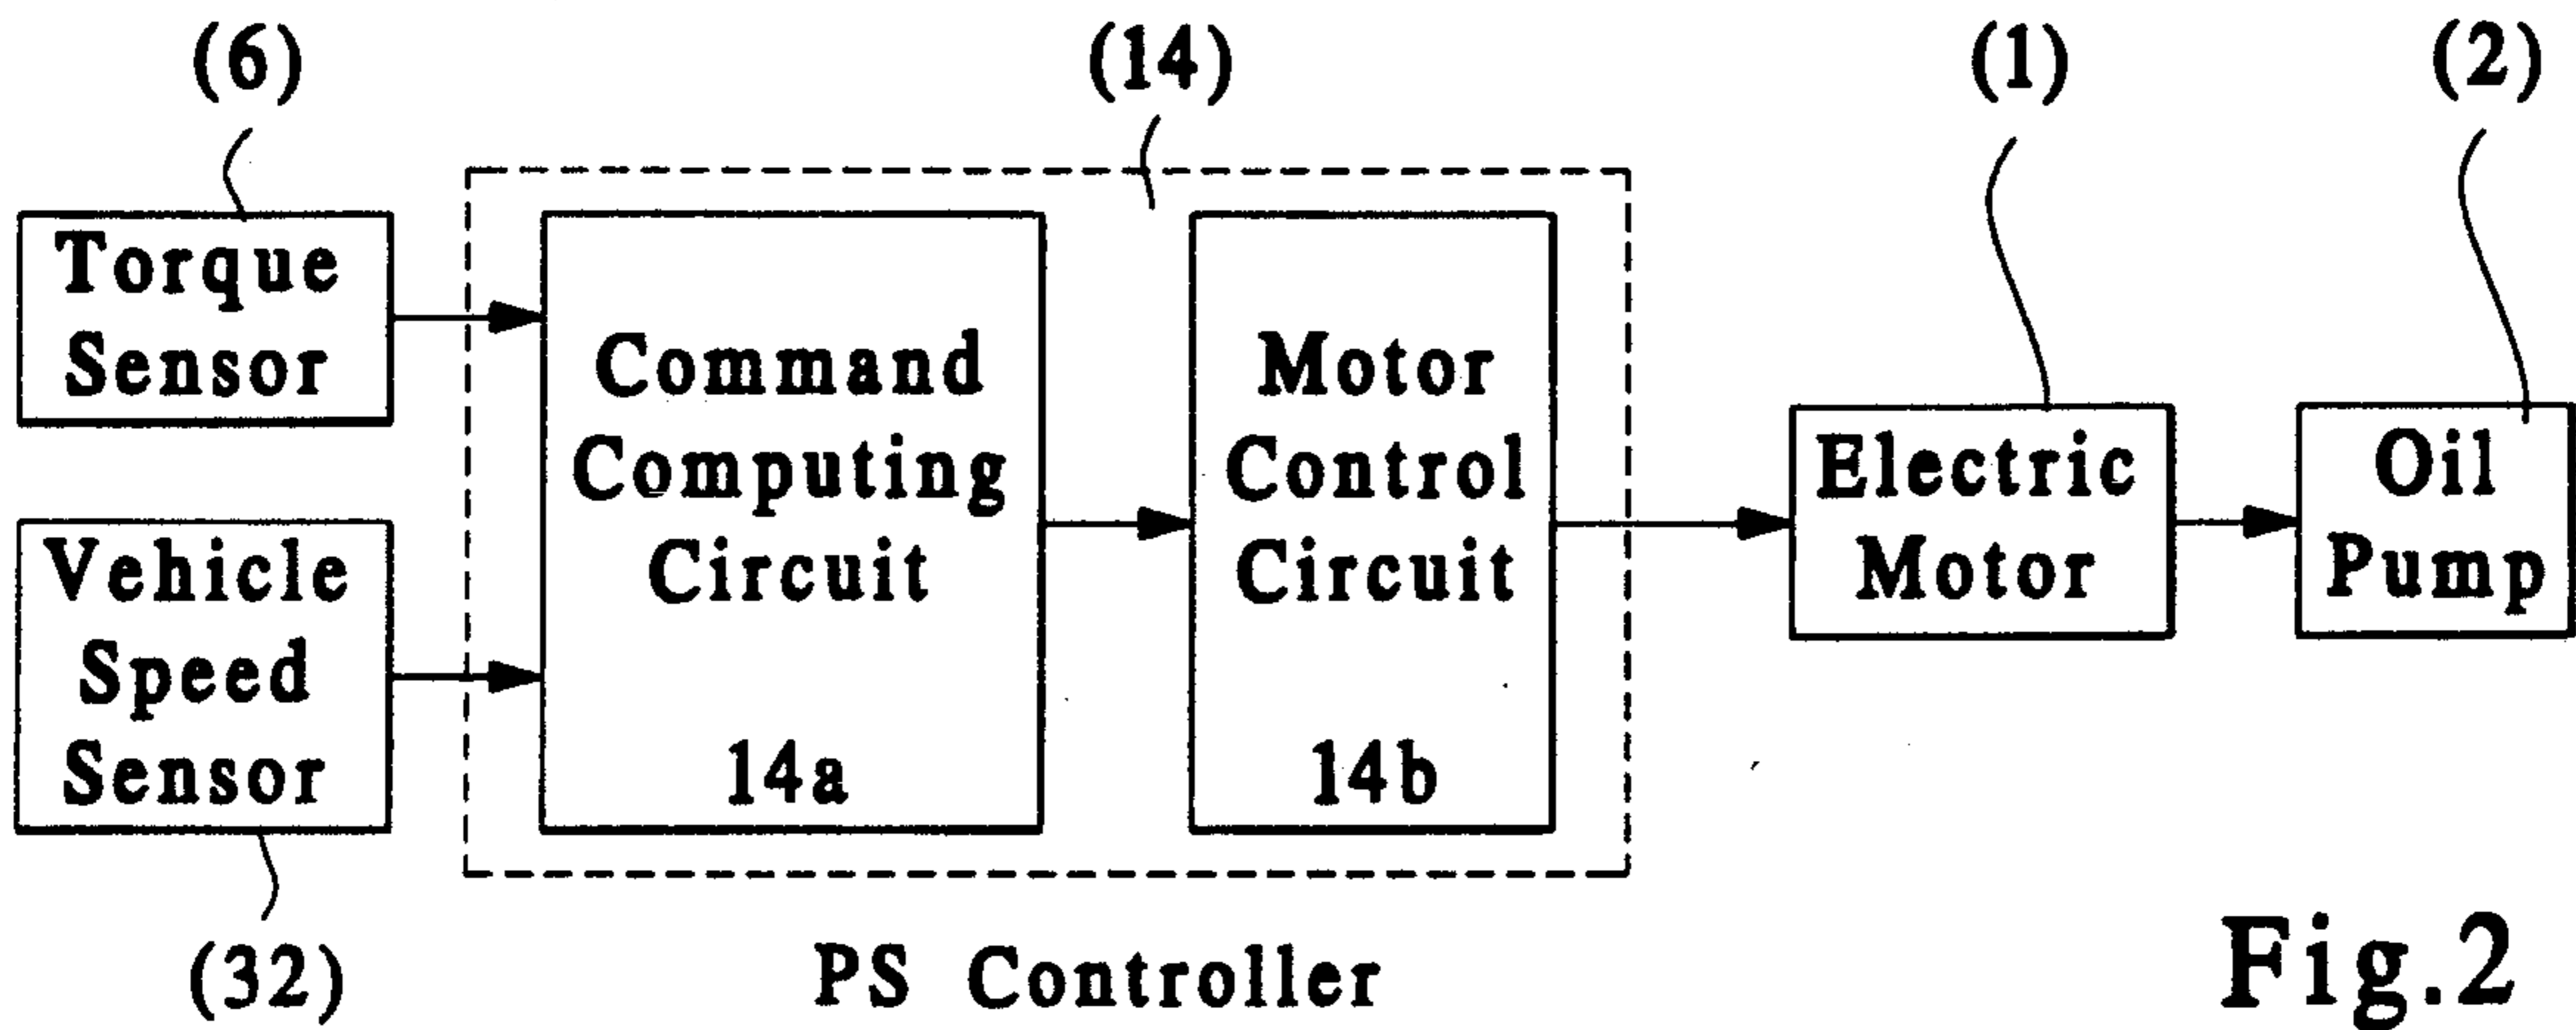 (6)
(14)
(1)
(2)
Torque
Sensor
Vehicle
Speed
Sensor
(32)
Command
Computing
Circuit
14a
Motor
Control
Circuit
14b
Electric
Motor
Oil
Pump
PS Controller
Fig.2